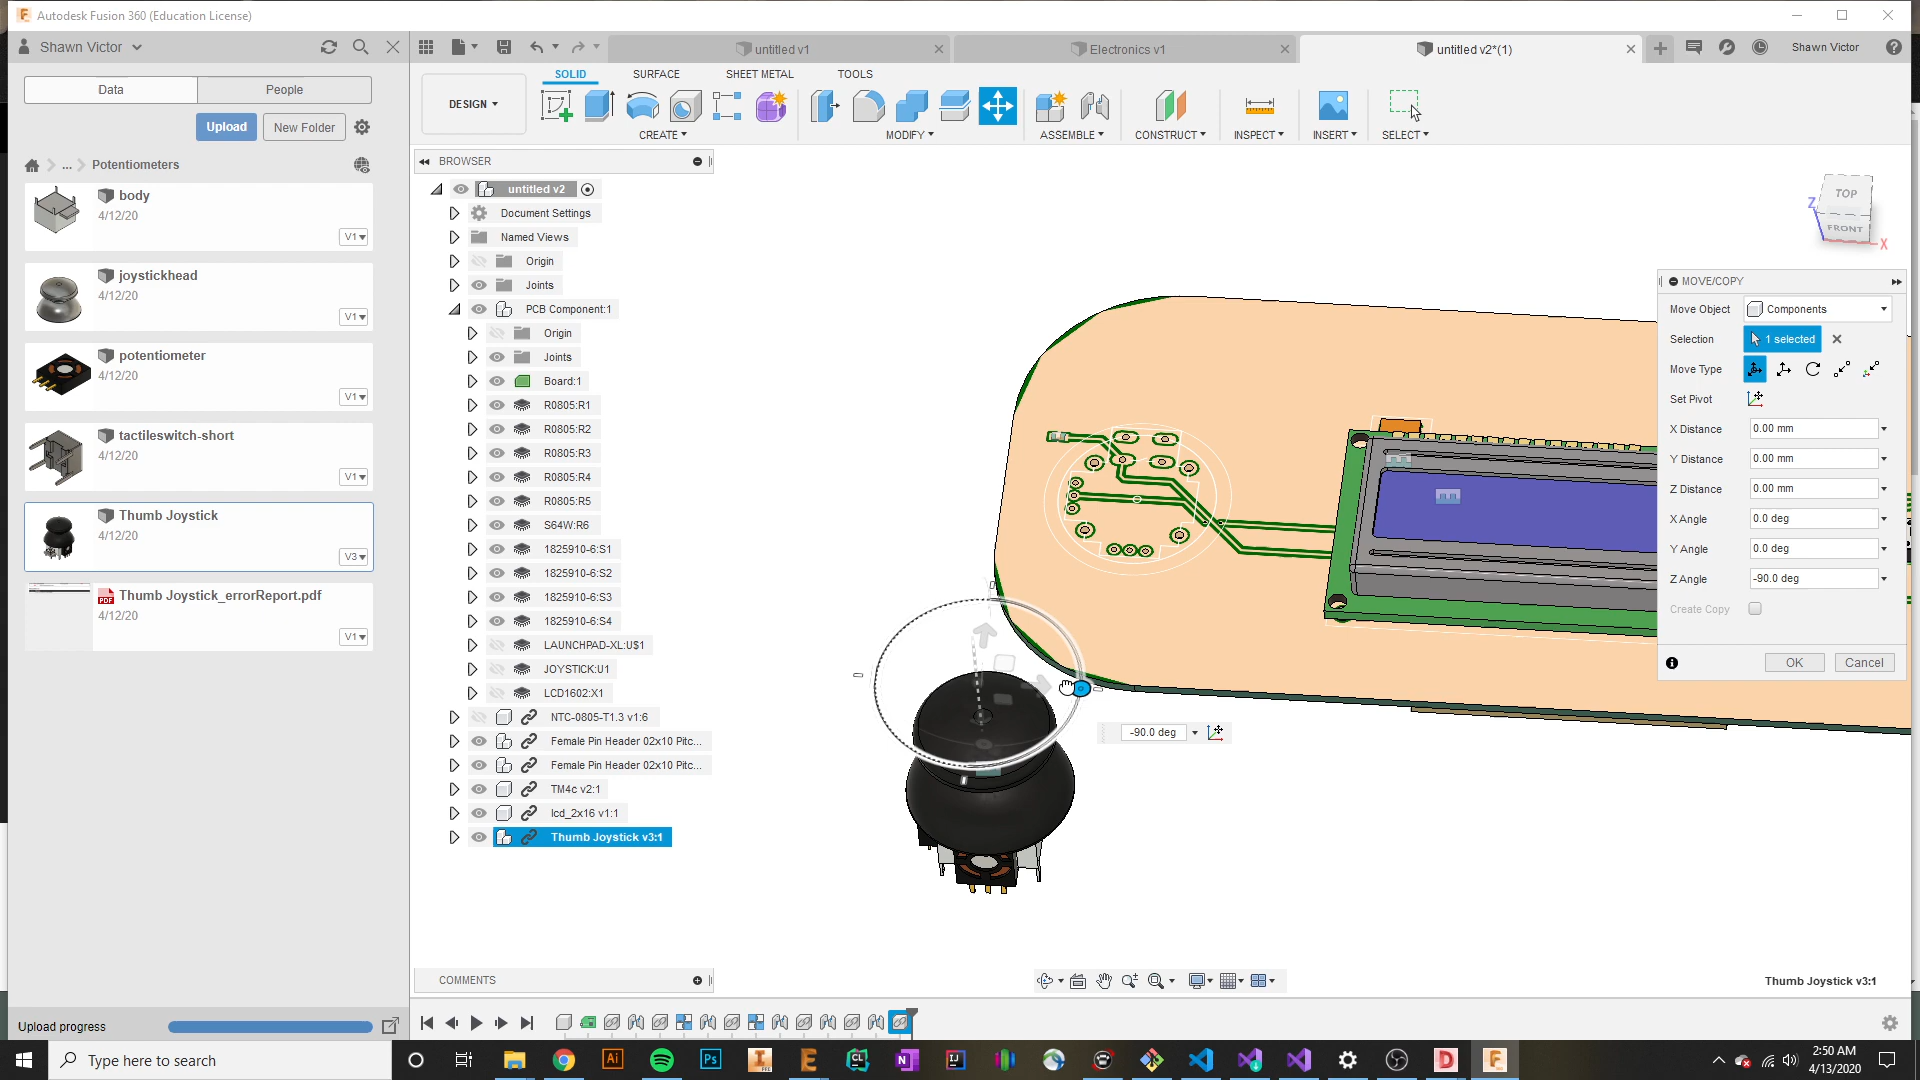 Autodesk Fusion 360 (Education License)
Shawn Victor
untitled v1
Electronics v1
untitled v2*(1)
Shawn Victor
Data
People
Upload
New Folder
... Potentiometers
body
4/12/20
V1
joystickhead
4/12/20
V1
potentiometer
4/12/20
V1
tactileswitch-short
4/12/20
V1
Thumb Joystick
4/12/20
V3
Thumb Joystick_errorReport.pdf
4/12/20
V1
Upload progress
DESIGN
SOLID
SURFACE
SHEET METAL
TOOLS
CREATE
MODIFY
ASSEMBLE
CONSTRUCT
INSPECT
INSERT
SELECT
BROWSER
untitled v2
Document Settings
Named Views
Origin
Joints
PCB Component:1
Origin
Joints
Board:1
R0805:R1
R0805:R2
R0805:R3
R0805:R4
R0805:R5
S64W:R6
1825910-6:S1
1825910-6:S2
1825910-6:S3
1825910-6:S4
LAUNCHPAD-XL:U$1
JOYSTICK:U1
LCD1602:X1
NTC-0805-T1.3 v1:6
Female Pin Header 02x10 Pitc...
Female Pin Header 02x10 Pitc...
TM4c v2:1
lcd_2x16 v1:1
Thumb Joystick v3:1
COMMENTS
-90.0 deg
TOP
FRONT
Z
X
MOVE/COPY
Move Object Components
Selection 1 selected
Move Type
Set Pivot
X Distance 0.00 mm
Y Distance 0.00 mm
Z Distance 0.00 mm
X Angle 0.0 deg
Y Angle 0.0 deg
Z Angle -90.0 deg
Create Copy
OK Cancel
Thumb Joystick v3:1
Type here to search
Ai
Ps
I
PRO
E
CL
N
IJ
D
F
2:50 AM
4/13/2020